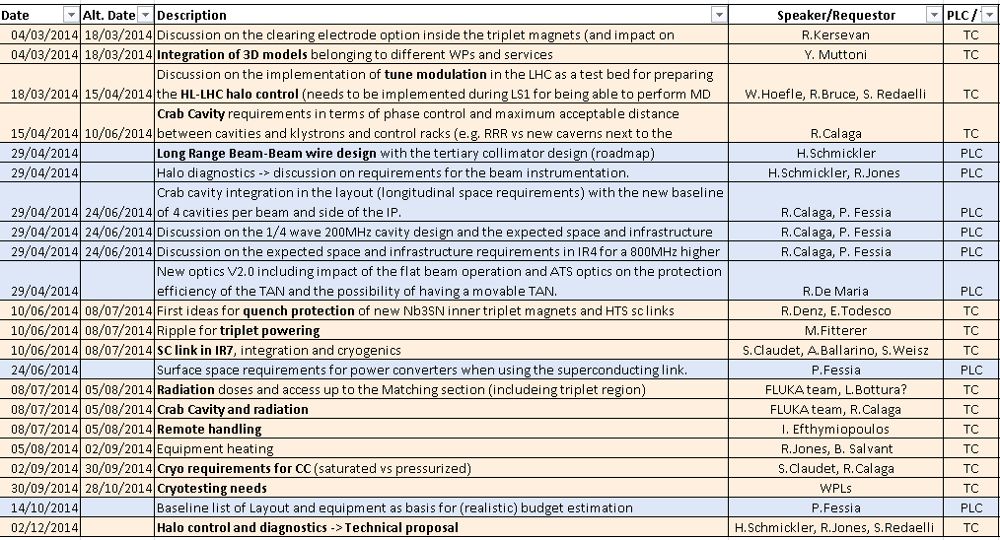 Date Alt. Date Description Speaker/Requestor PLC /
04/03/2014 18/03/2014 Discussion on the clearing electrode option inside the triplet magnets (and impact on R.Kersevan TC
04/03/2014 18/03/2014 Integration of 3D models belonging to different WPs and services Y. Muttoni TC
Discussion on the implementation of tune modulation in the LHC as a test bed for preparing
18/03/2014 15/04/2014 the HL-LHC halo control (needs to be implemented during LS1 for being able to perform MD W.Hoefle, R.Bruce, S. Redaelli TC
Crab Cavity requirements in terms of phase control and maximum acceptable distance
15/04/2014 10/06/2014 between cavities and klystrons and control racks (e.g. RRR vs new caverns next to the R.Calaga TC
29/04/2014 Long Range Beam-Beam wire design with the tertiary collimator design (roadmap) H.Schmickler PLC
29/04/2014 Halo diagnostics -> discussion on requirements for the beam instrumentation. H.Schmickler, R.Jones PLC
Crab cavity integration in the layout (longitudinal space requirements) with the new baseline
29/04/2014 24/06/2014 of 4 cavities per beam and side of the IP. R.Calaga, P. Fessia PLC
29/04/2014 24/06/2014 Discussion on the 1/4 wave 200MHz cavity design and the expected space and infrastructure R.Calaga, P. Fessia PLC
29/04/2014 24/06/2014 Discussion on the expected space and infrastructure requirements in IR4 for a 800MHz higher R.Calaga, P. Fessia PLC
New optics V2.0 including impact of the flat beam operation and ATS optics on the protection
29/04/2014 efficiency of the TAN and the possibility of having a movable TAN. R.De Maria PLC
10/06/2014 08/07/2014 First ideas for quench protection of new Nb3SN inner triplet magnets and HTS sc links R.Denz, E.Todesco TC
10/06/2014 08/07/2014 Ripple for triplet powering M.Fitterer TC
10/06/2014 08/07/2014 SC link in IR7, integration and cryogenics S.Claudet, A.Ballarino, S.Weisz TC
24/06/2014 Surface space requirements for power converters when using the superconducting link. P.Fessia PLC
08/07/2014 05/08/2014 Radiation doses and access up to the Matching section (includeing triplet region) FLUKA team, L.Bottura? TC
08/07/2014 05/08/2014 Crab Cavity and radiation FLUKA team, R.Calaga TC
08/07/2014 05/08/2014 Remote handling I. Efthymiopoulos TC
05/08/2014 02/09/2014 Equipment heating R.Jones, B. Salvant TC
02/09/2014 30/09/2014 Cryo requirements for CC (saturated vs pressurized) S.Claudet, R.Calaga TC
30/09/2014 28/10/2014 Cryotesting needs WPLs TC
14/10/2014 Baseline list of Layout and equipment as basis for (realistic) budget estimation P.Fessia PLC
02/12/2014 Halo control and diagnostics -> Technical proposal H.Schmickler, R.Jones, S.Redaelli TC